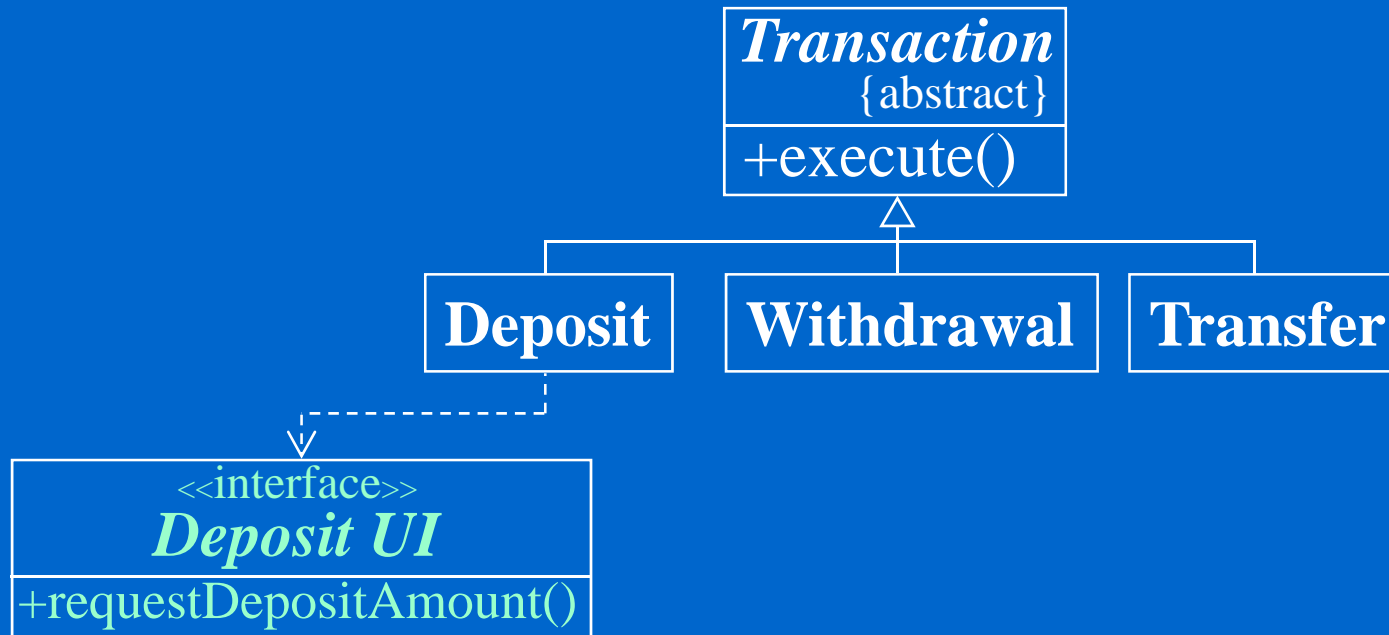 Transaction
{abstract}
+execute()
Deposit
Withdrawal
Transfer
<<interface>>
Deposit UI
+requestDepositAmount()